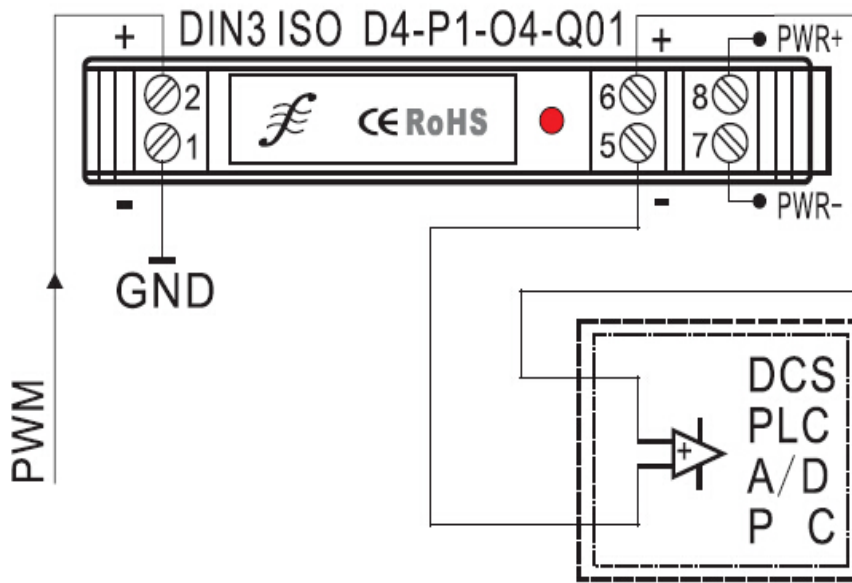 + DIN3 ISO D4-P1-O4-Q01 + PWR+
2 6 8
CE RoHS
1 5 7
- - PWR-
GND
PWM
DCS
PLC
+ A/D
P C